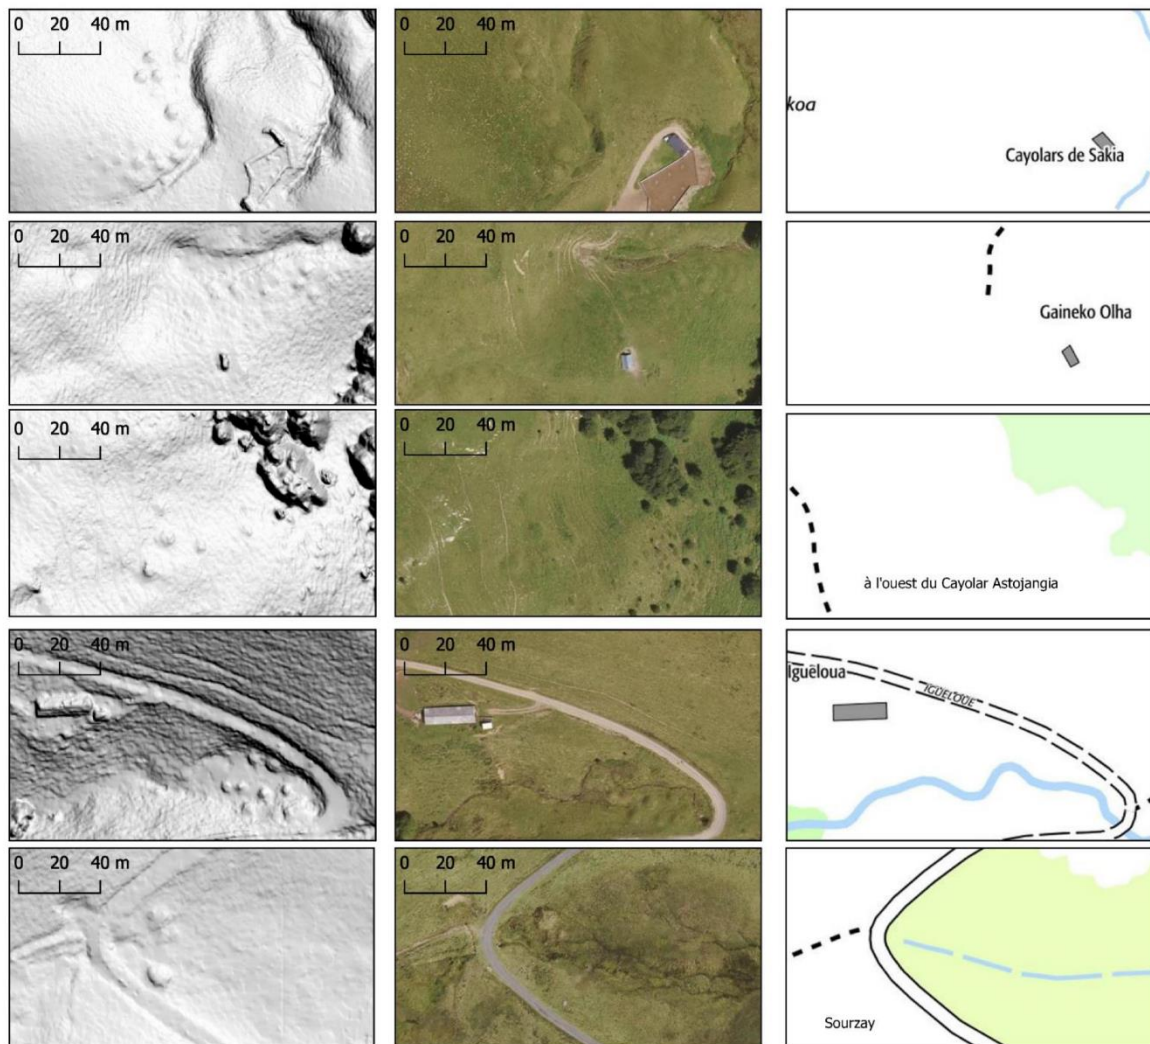 0 20 40 m
0 20 40 m
koa
Cayolars de Sakia
0 20 40 m
0 20 40 m
Gaineko Olha
0 20 40 m
0 20 40 m
à l'ouest du Cayolar Astojangia
0 20 40 m
0 20 40 m
Iguëloua
IGUELOUE
0 20 40 m
0 20 40 m
Sourzay